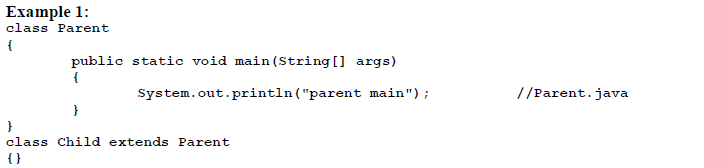 Example 1:
class Parent
{
public static void main(String[] args)
{
System.out.println("parent main"); //Parent.java
}
}
class Child extends Parent
{}